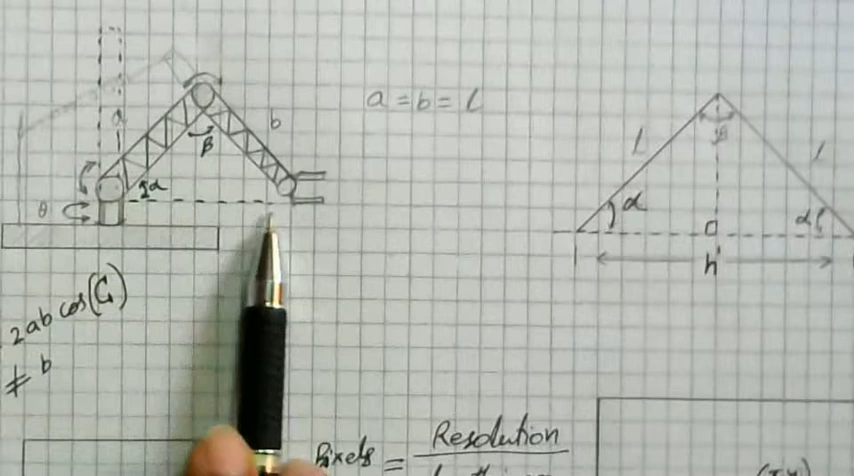 a
b
a = b = l
β
α
θ
l
β
l
α
α
h'
2ab cos(C)
≠ b
Pixels = Resolution